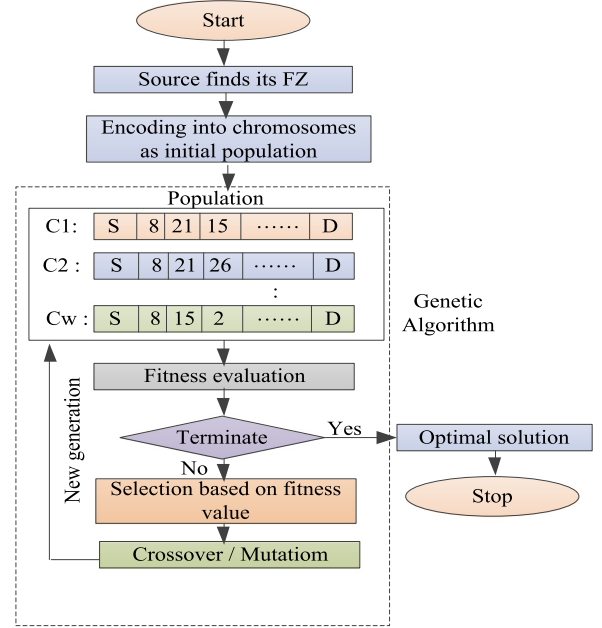 Start
Source finds its FZ
Encoding into chromosomes
as initial population
Population
C1: S 8 21 15 ...... D
C2 : S 8 21 26 ...... D
:
Cw : S 8 15 2 ...... D
Genetic
Algorithm
Fitness evaluation
Terminate
Yes
Optimal solution
No
Stop
Selection based on fitness
value
New generation
Crossover / Mutatiom